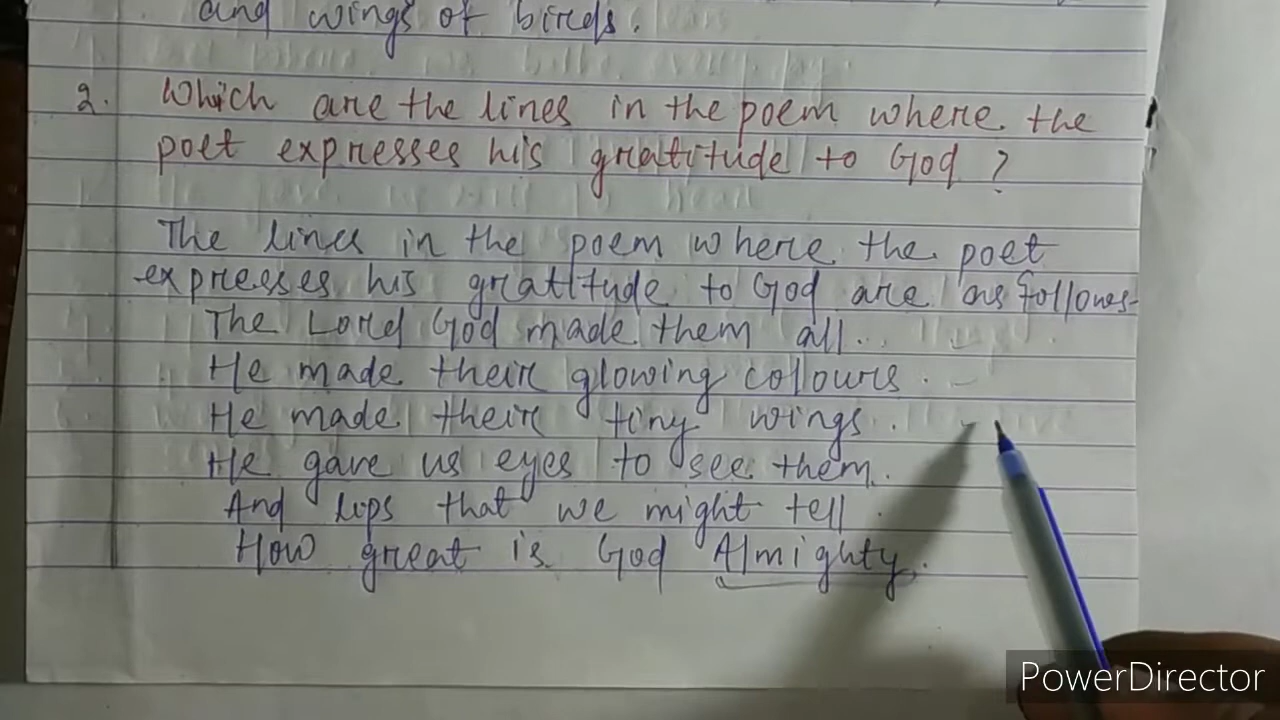 and wings of birds.
2. Which are the lines in the poem where the
poet expresses his gratitude to God ?
The lines in the poem where the poet
expresses his gratitude to God are as follows-
The Lord God made them all..
He made their glowing colours.
He made their tiny wings.
He gave us eyes to see them.
And lips that we might tell.
How great is God Almighty.
PowerDirector